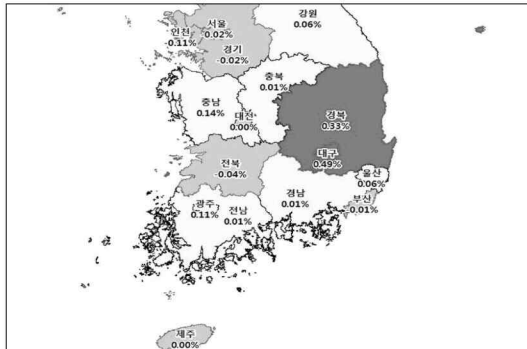 강원
0.06%
서울
-0.02%
인천
-0.11%
경기
-0.02%
충북
0.01%
충남
0.14%
대전
0.00%
경북
0.33%
대구
0.49%
전북
-0.04%
울산
0.06%
경남
0.01%
부산
-0.01%
광주
0.11%
전남
0.01%
제주
0.00%